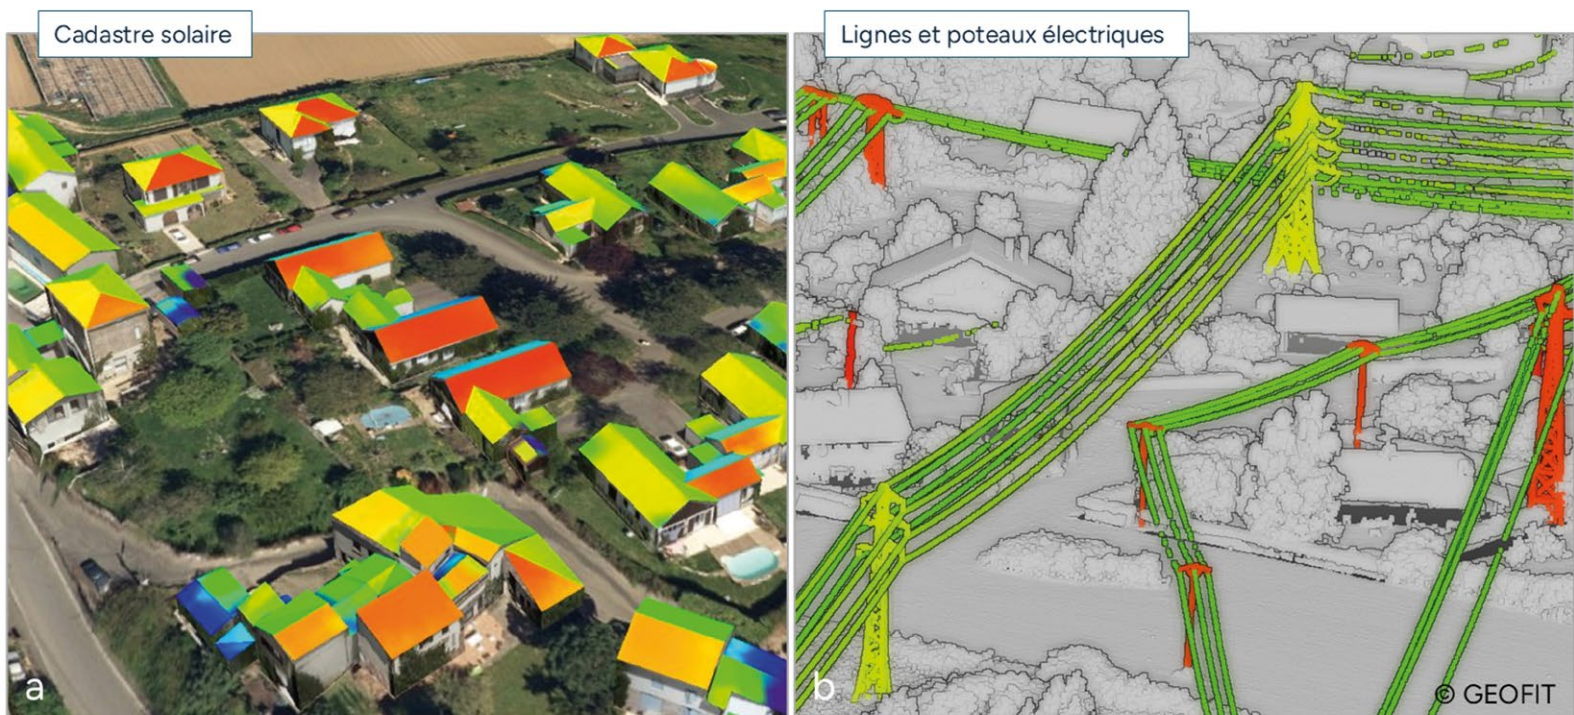 Cadastre solaire
Lignes et poteaux électriques
a
b
© GEOFIT